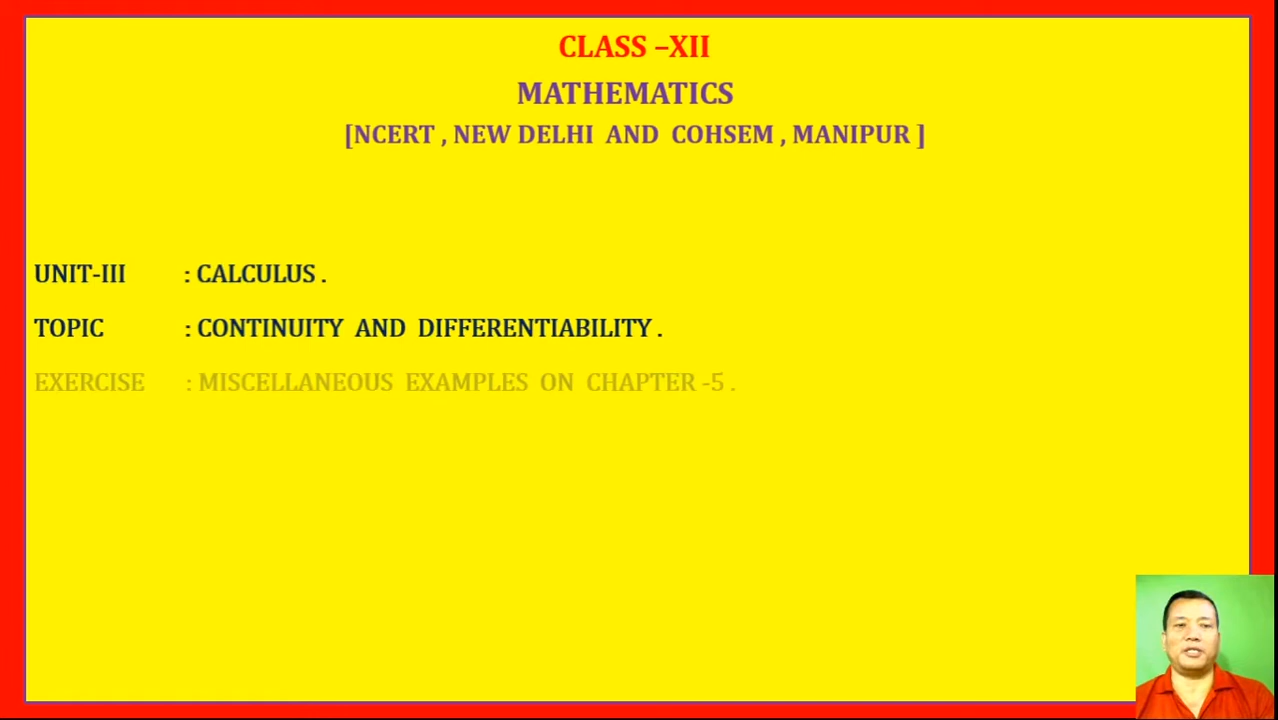 CLASS –XII
MATHEMATICS
[NCERT , NEW DELHI AND COHSEM , MANIPUR ]
UNIT-III : CALCULUS .
TOPIC : CONTINUITY AND DIFFERENTIABILITY .
EXERCISE : MISCELLANEOUS EXAMPLES ON CHAPTER -5 .